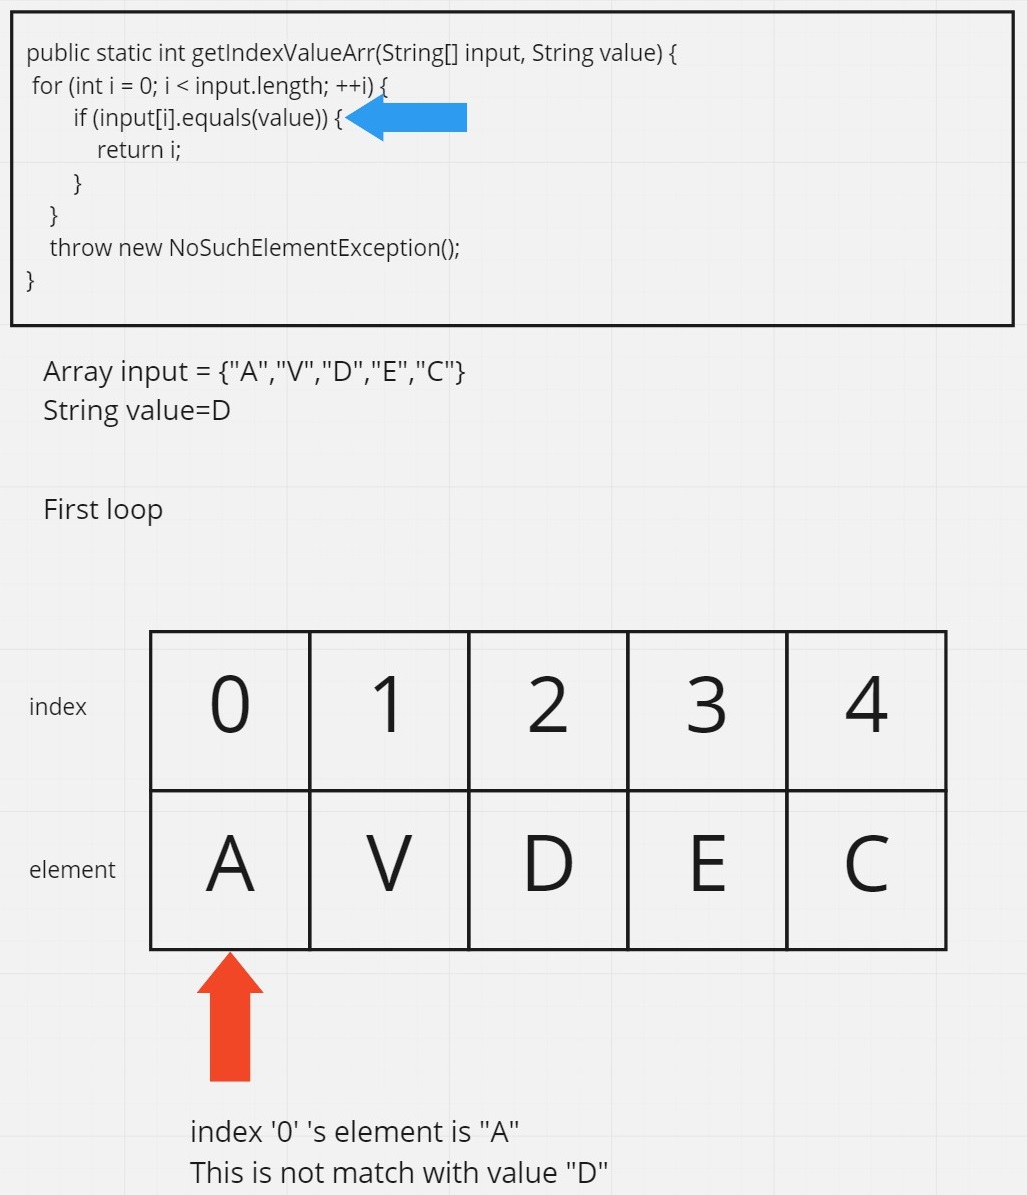 public static int getIndexValueArr(String[] input, String value) {
for (int i = 0; i < input.length; ++i) {
if (input[i].equals(value)) {
return i;
}
}
throw new NoSuchElementException();
}
Array input = {"A","V","D","E","C"}
String value=D
First loop
index 0 1 2 3 4
element A V D E C
index '0' 's element is "A"
This is not match with value "D"